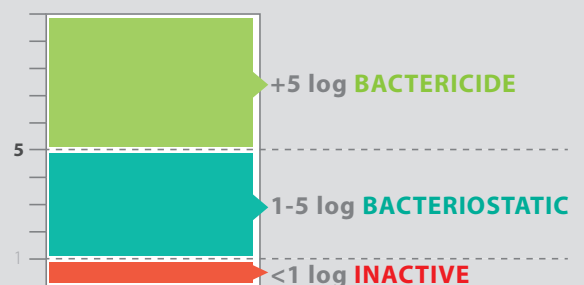 +5 log BACTERICIDE
5
1-5 log BACTERIOSTATIC
1
<1 log INACTIVE